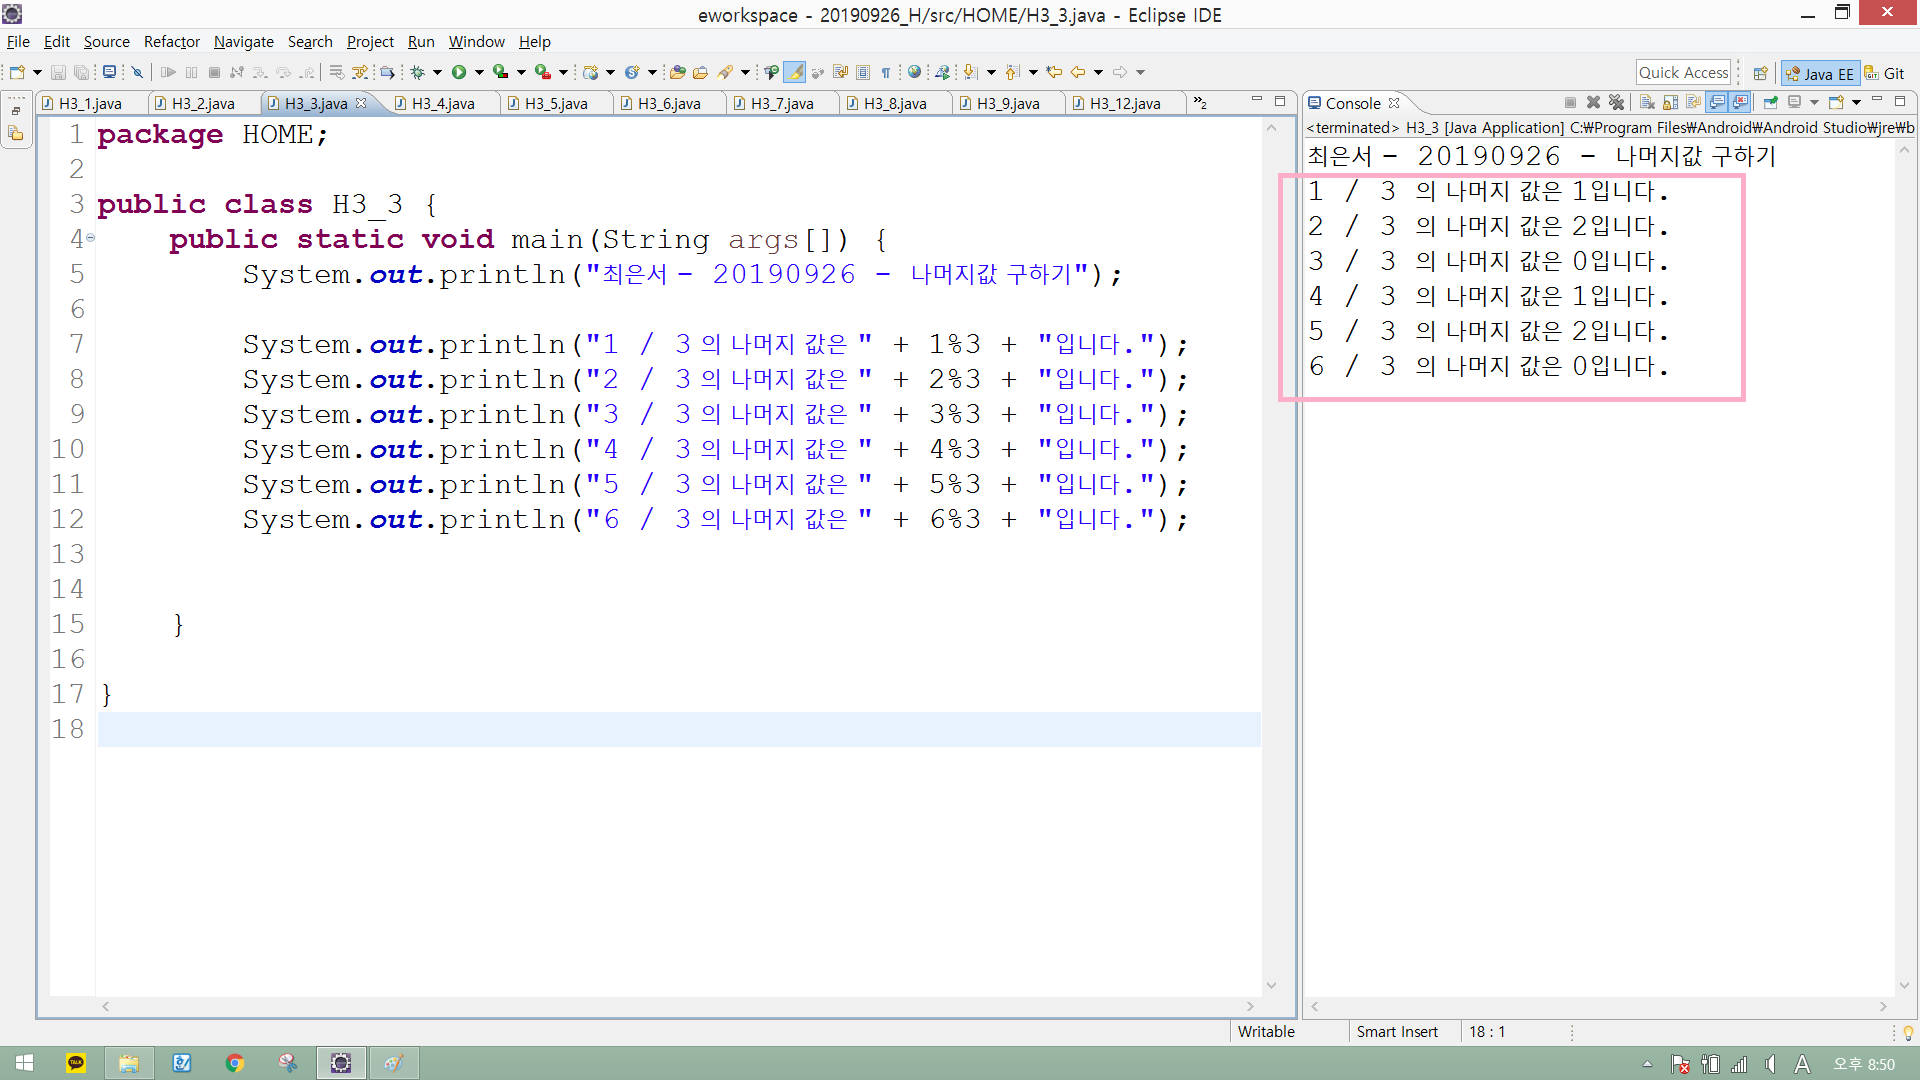 eworkspace - 20190926_H/src/HOME/H3_3.java - Eclipse IDE
File Edit Source Refactor Navigate Search Project Run Window Help
Quick Access Java EE Git
H3_1.java H3_2.java H3_3.java H3_4.java H3_5.java H3_6.java H3_7.java H3_8.java H3_9.java H3_12.java »2
1 package HOME;
2
3 public class H3_3 {
4 public static void main(String args[]) {
5 System.out.println("최은서 - 20190926 - 나머지값 구하기");
6
7 System.out.println("1 / 3 의 나머지 값은 " + 1%3 + "입니다.");
8 System.out.println("2 / 3 의 나머지 값은 " + 2%3 + "입니다.");
9 System.out.println("3 / 3 의 나머지 값은 " + 3%3 + "입니다.");
10 System.out.println("4 / 3 의 나머지 값은 " + 4%3 + "입니다.");
11 System.out.println("5 / 3 의 나머지 값은 " + 5%3 + "입니다.");
12 System.out.println("6 / 3 의 나머지 값은 " + 6%3 + "입니다.");
13
14
15 }
16
17 }
18
Console
<terminated> H3_3 [Java Application] C:₩Program Files₩Android₩Android Studio₩jre₩b
최은서 - 20190926 - 나머지값 구하기
1 / 3 의 나머지 값은 1입니다.
2 / 3 의 나머지 값은 2입니다.
3 / 3 의 나머지 값은 0입니다.
4 / 3 의 나머지 값은 1입니다.
5 / 3 의 나머지 값은 2입니다.
6 / 3 의 나머지 값은 0입니다.
Writable Smart Insert 18 : 1
TALK A 오후 8:50